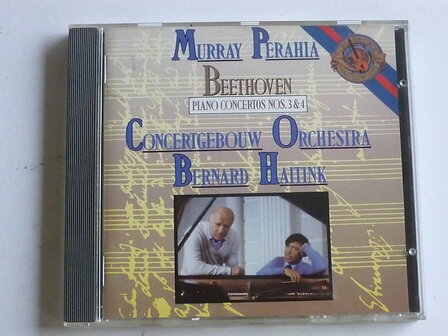 MURRAY PERAHIA
BEETHOVEN
PIANO CONCERTOS NOS. 3 & 4
CONCERTGEBOUW ORCHESTRA
BERNARD HAITINK